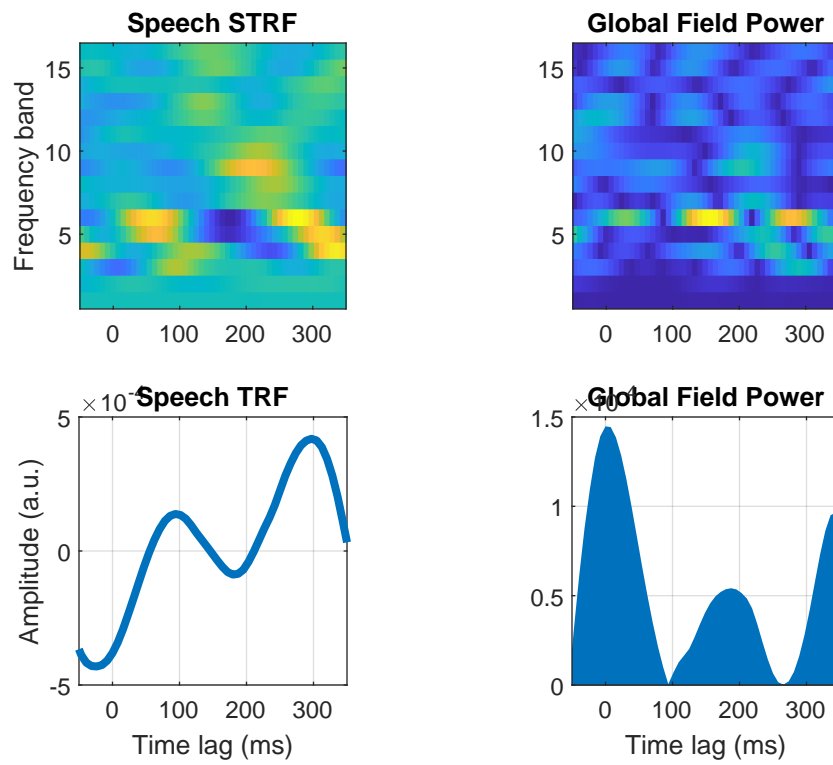 Speech STRF
Frequency band
15
10
5
0 100 200 300
Global Field Power
15
10
5
0 100 200 300
Speech TRF
× 10-4
Amplitude (a.u.)
5
0
-5
0 100 200 300
Time lag (ms)
Global Field Power
1.5
1
0.5
0
0 100 200 300
Time lag (ms)